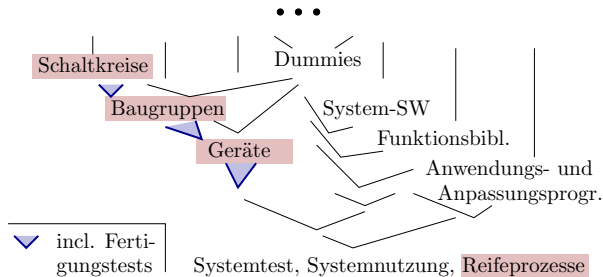 • • •
Schaltkreise
Dummies
Baugruppen
System-SW
Geräte
Funktionsbibl.
Anwendungs- und
Anpassungsprogr.
incl. Ferti-
gungstests
Systemtest, Systemnutzung, Reifeprozesse